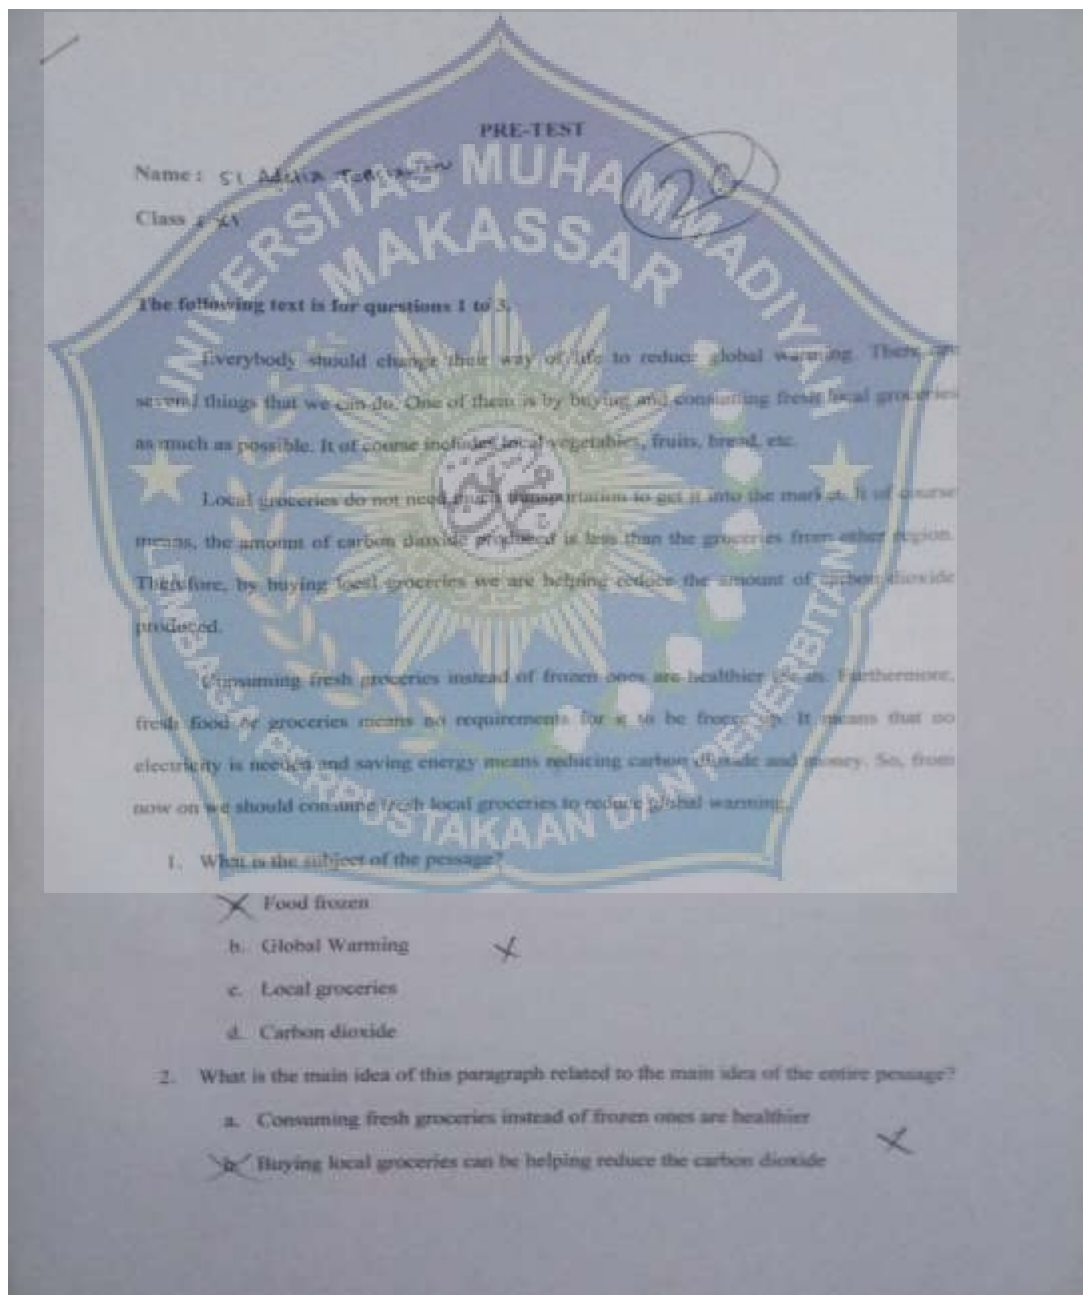 PRE-TEST
Name :
Class :
20
UNIVERSITAS MUHAMMADIYAH
MAKASSAR
LEMBAGA PERPUSTAKAAN DAN PENERBITAN
The following text is for questions 1 to 3.
Everybody should change their way of life to reduce global warming. There are
several things that we can do. One of them is by buying and consuming fresh local groceries
as much as possible. It of course includes local vegetables, fruits, bread, etc.
Local groceries do not need much transportation to get it into the market. It of course
means, the amount of carbon dioxide produced is less than the groceries from other region.
Therefore, by buying local groceries we are helping reduce the amount of carbon dioxide
produced.
Consuming fresh groceries instead of frozen ones are healthier Furthermore,
fresh food or groceries means no requirements for it to be freeze up. It means that no
electricity is needed and saving energy means reducing carbon dioxide and money. So, from
now on we should consume fresh local groceries to reduce global warming.
1. What is the subject of the pessage?
Food frozen
b. Global Warming
c. Local groceries
d. Carbon dioxide
2. What is the main idea of this paragraph related to the main idea of the entire pessage?
a. Consuming fresh groceries instead of frozen ones are healthier
b. Buying local groceries can be helping reduce the carbon dioxide